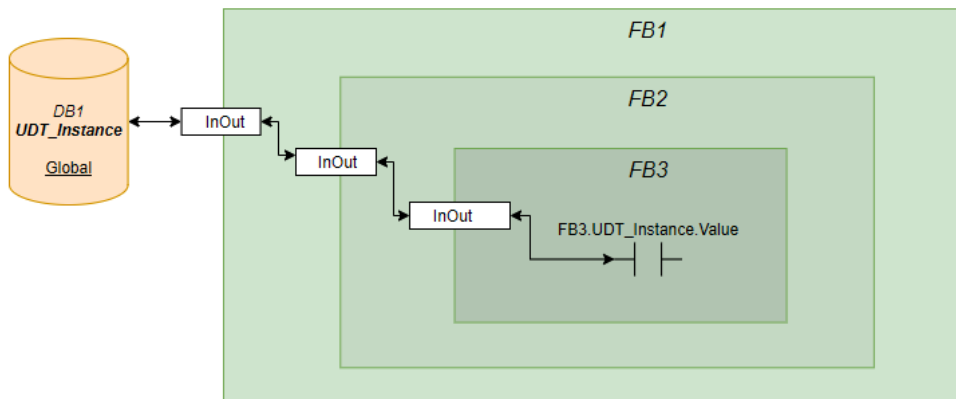 FB1
FB2
DB1
UDT_Instance
Global
InOut
InOut
FB3
InOut
FB3.UDT_Instance.Value